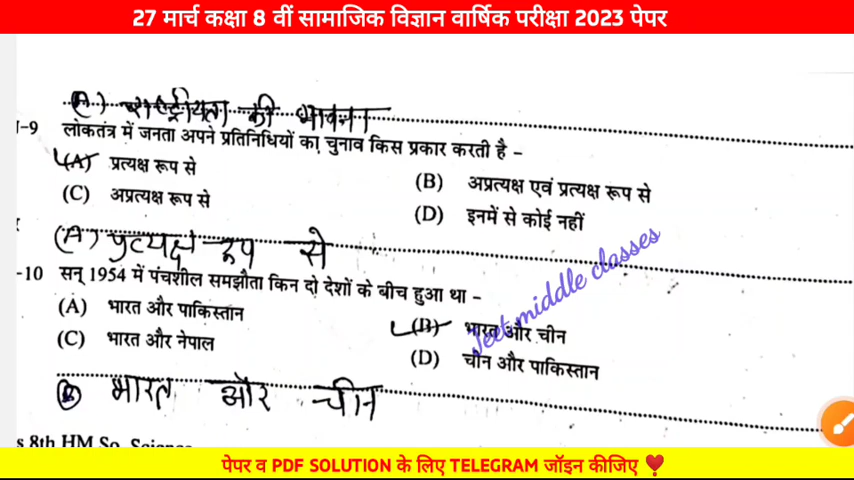 27 मार्च कक्षा 8 वीं सामाजिक विज्ञान वार्षिक परीक्षा 2023 पेपर
(A) राष्ट्रीयता की भावना
-9 लोकतंत्र में जनता अपने प्रतिनिधियों का चुनाव किस प्रकार करती है –
(A) प्रत्यक्ष रूप से
(B) अप्रत्यक्ष एवं प्रत्यक्ष रूप से
(C) अप्रत्यक्ष रूप से
(D) इनमें से कोई नहीं
(A) प्रत्यक्ष रूप से
Jeet middle classes
-10 सन् 1954 में पंचशील समझौता किन दो देशों के बीच हुआ था –
(A) भारत और पाकिस्तान
(B) भारत और चीन
(C) भारत और नेपाल
(D) चीन और पाकिस्तान
(B) भारत और चीन
s 8th HM So. Science
पेपर व PDF SOLUTION के लिए TELEGRAM जॉइन कीजिए ❣️